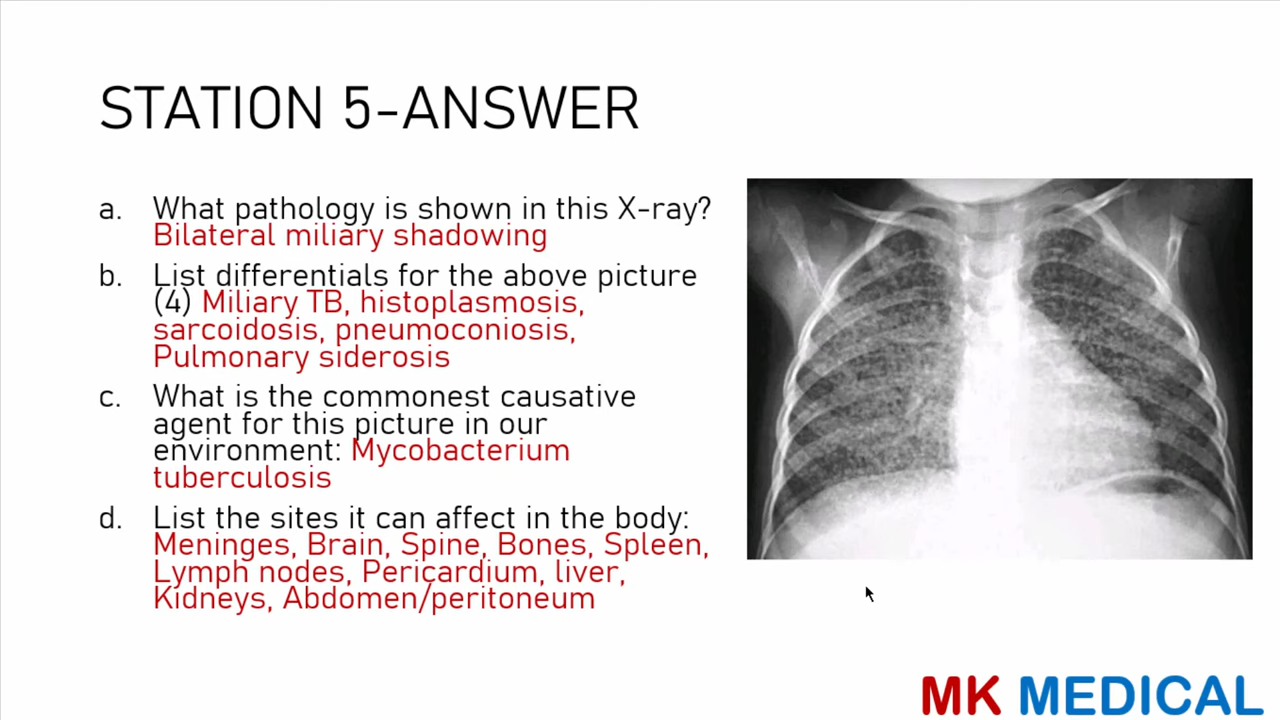 STATION 5-ANSWER
a. What pathology is shown in this X-ray?
Bilateral miliary shadowing
b. List differentials for the above picture
(4) Miliary TB, histoplasmosis,
sarcoidosis, pneumoconiosis,
Pulmonary siderosis
c. What is the commonest causative
agent for this picture in our
environment: Mycobacterium
tuberculosis
d. List the sites it can affect in the body:
Meninges, Brain, Spine, Bones, Spleen,
Lymph nodes, Pericardium, liver,
Kidneys, Abdomen/peritoneum
MK MEDICAL